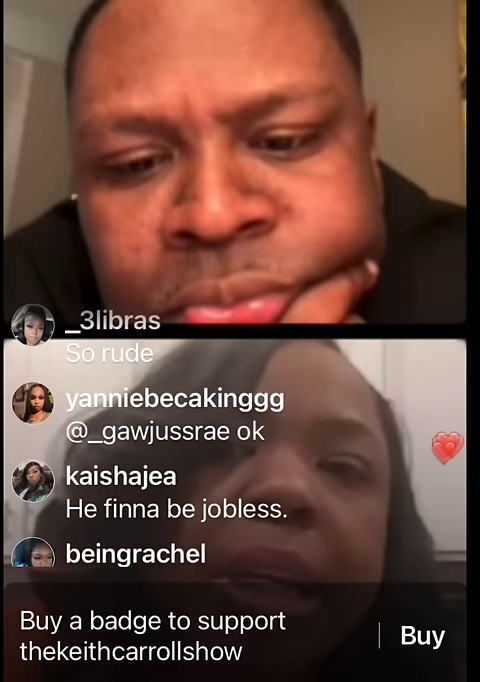 _3libras
So rude
yanniebecakinggg
@_gawjussrae ok
kaishajea
He finna be jobless.
beingrachel
Buy a badge to support
thekeithcarrollshow
Buy